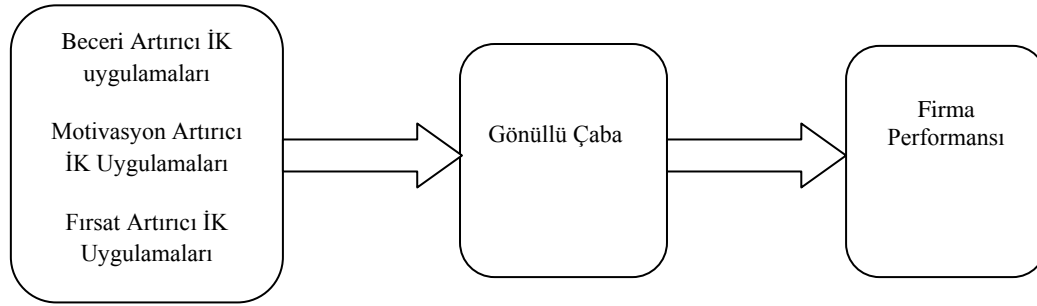 Beceri Artırıcı İK
uygulamaları
Motivasyon Artırıcı
İK Uygulamaları
Fırsat Artırıcı İK
Uygulamaları
Gönüllü Çaba
Firma
Performansı